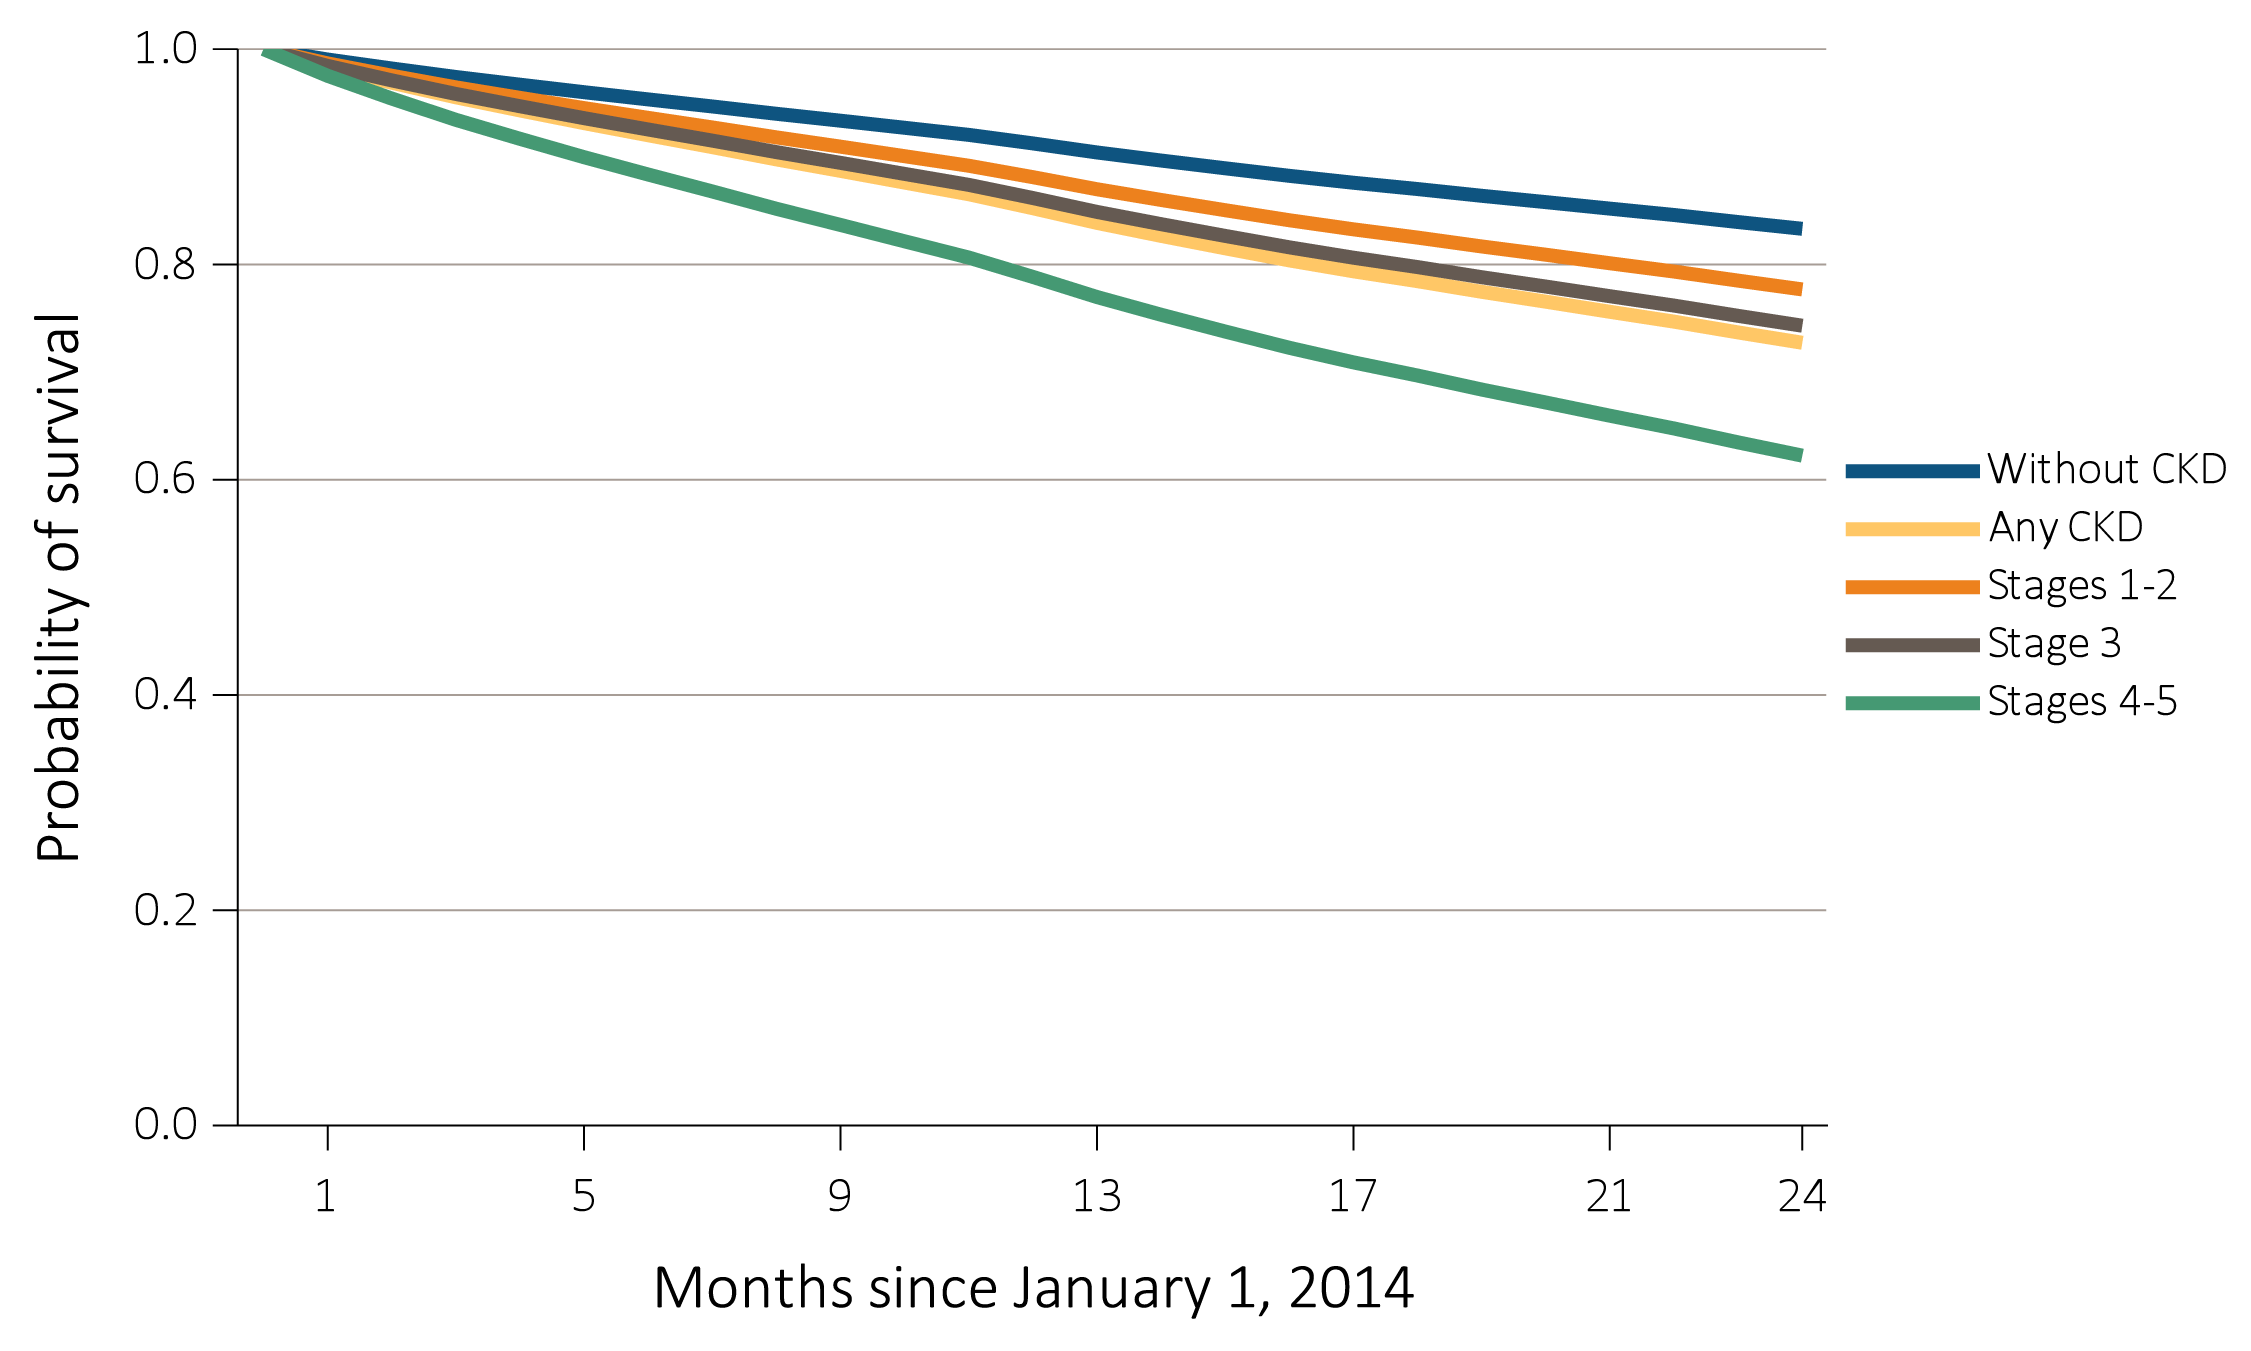 Probability of survival
1.0
0.8
0.6
0.4
0.2
0.0
1 5 9 13 17 21 24
Months since January 1, 2014
Without CKD
Any CKD
Stages 1-2
Stage 3
Stages 4-5